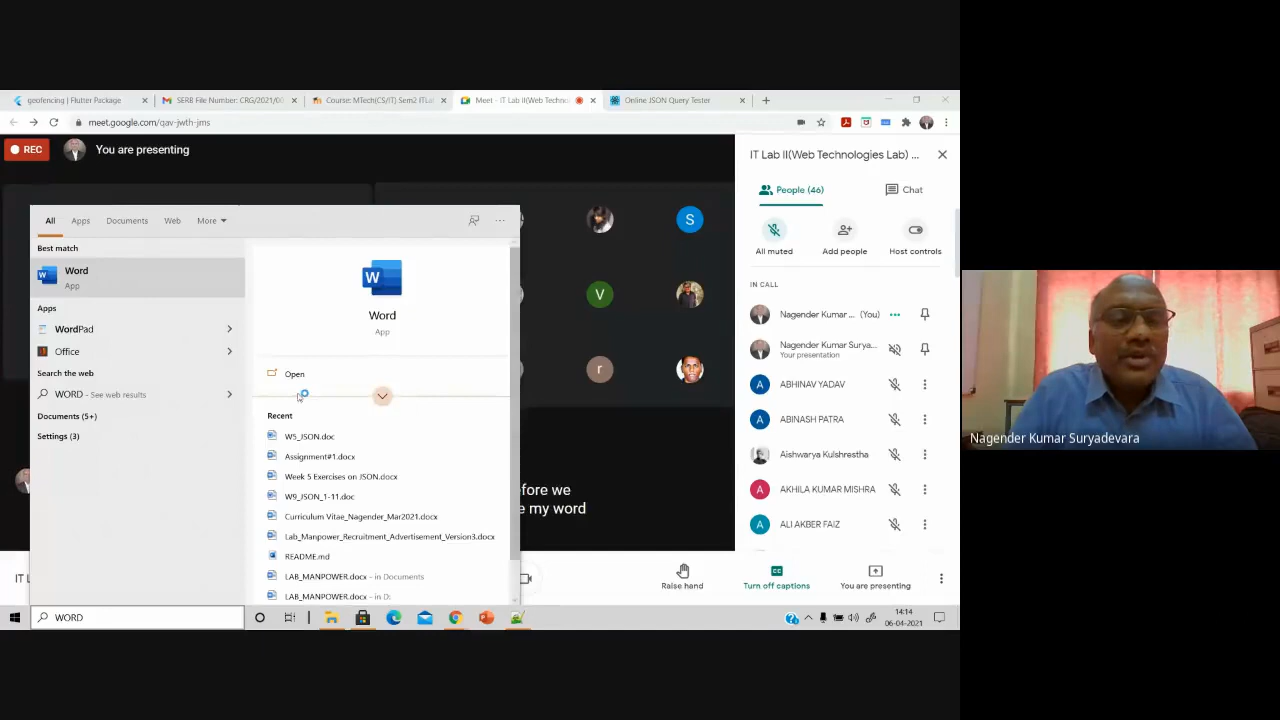 geofencing | Flutter Package
SERB File Number: CRG/2021/00
Course: MTech(CS/IT) Sem2 ITLa
Meet - IT Lab II(Web Technolo
Online JSON Query Tester
meet.google.com/qav-jwth-jms
REC
You are presenting
IT Lab II(Web Technologies Lab) ...
People (46)
Chat
All muted
Add people
Host controls
IN CALL
Nagender Kumar ... (You)
Nagender Kumar Surya...
Your presentation
A
ABHINAV YADAV
A
ABINASH PATRA
Aishwarya Kulshrestha
A
AKHILA KUMAR MISHRA
A
ALI AKBER FAIZ
S
V
r
All
Apps
Documents
Web
More
Best match
Word
App
Apps
WordPad
Office
Search the web
WORD - See web results
Documents (5+)
Settings (3)
W
Word
App
Open
Recent
W5_JSON.doc
Assignment#1.docx
Week 5 Exercises on JSON.docx
W9_JSON_1-11.doc
Curriculum Vitae_Nagender_Mar2021.docx
Lab_Manpower_Recruitment_Advertisement_Version3.docx
README.md
LAB_MANPOWER.docx - in Documents
LAB_MANPOWER.docx - in D:
efore we
e my word
IT
Raise hand
CC
Turn off captions
You are presenting
WORD
14:14
06-04-2021
Nagender Kumar Suryadevara